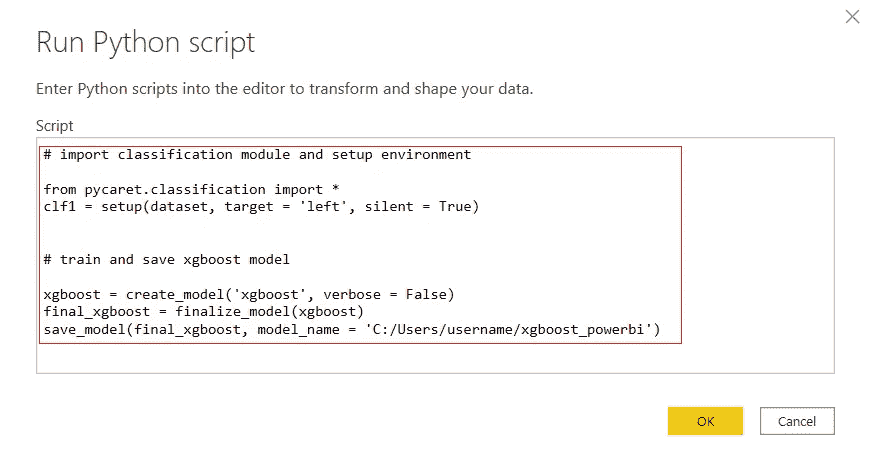 Run Python script
Enter Python scripts into the editor to transform and shape your data.
Script
# import classification module and setup environment
from pycaret.classification import *
clf1 = setup(dataset, target = 'left', silent = True)
# train and save xgboost model
xgboost = create_model('xgboost', verbose = False)
final_xgboost = finalize_model(xgboost)
save_model(final_xgboost, model_name = 'C:/Users/username/xgboost_powerbi')
OK
Cancel